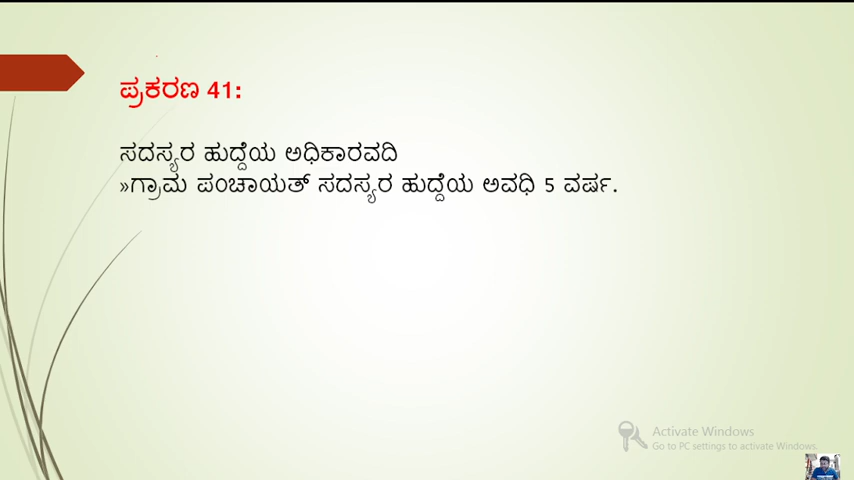 ಪ್ರಕರಣ 41:
ಸದಸ್ಯರ ಹುದ್ದೆಯ ಅಧಿಕಾರವದಿ
»ಗ್ರಾಮ ಪಂಚಾಯತ್ ಸದಸ್ಯರ ಹುದ್ದೆಯ ಅವಧಿ 5 ವರ್ಷ.
Activate Windows
Go to PC settings to activate Windows.